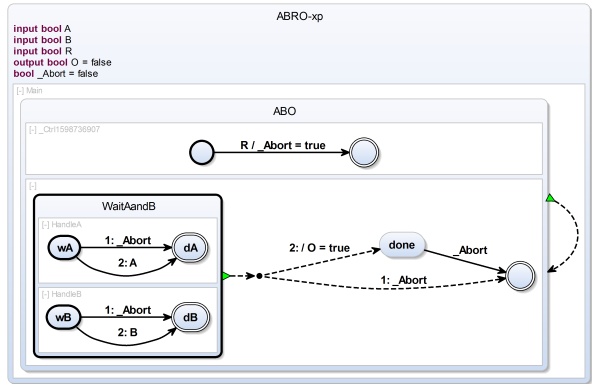 ABRO-xp
input bool A
input bool B
input bool R
output bool O = false
bool _Abort = false
[-] Main
ABO
[-] _Ctrl1598736907
R / _Abort = true
[-]
WaitAandB
[-] HandleA
wA
1: _Abort
2: A
dA
[-] HandleB
wB
1: _Abort
2: B
dB
2: / O = true
done
_Abort
1: _Abort